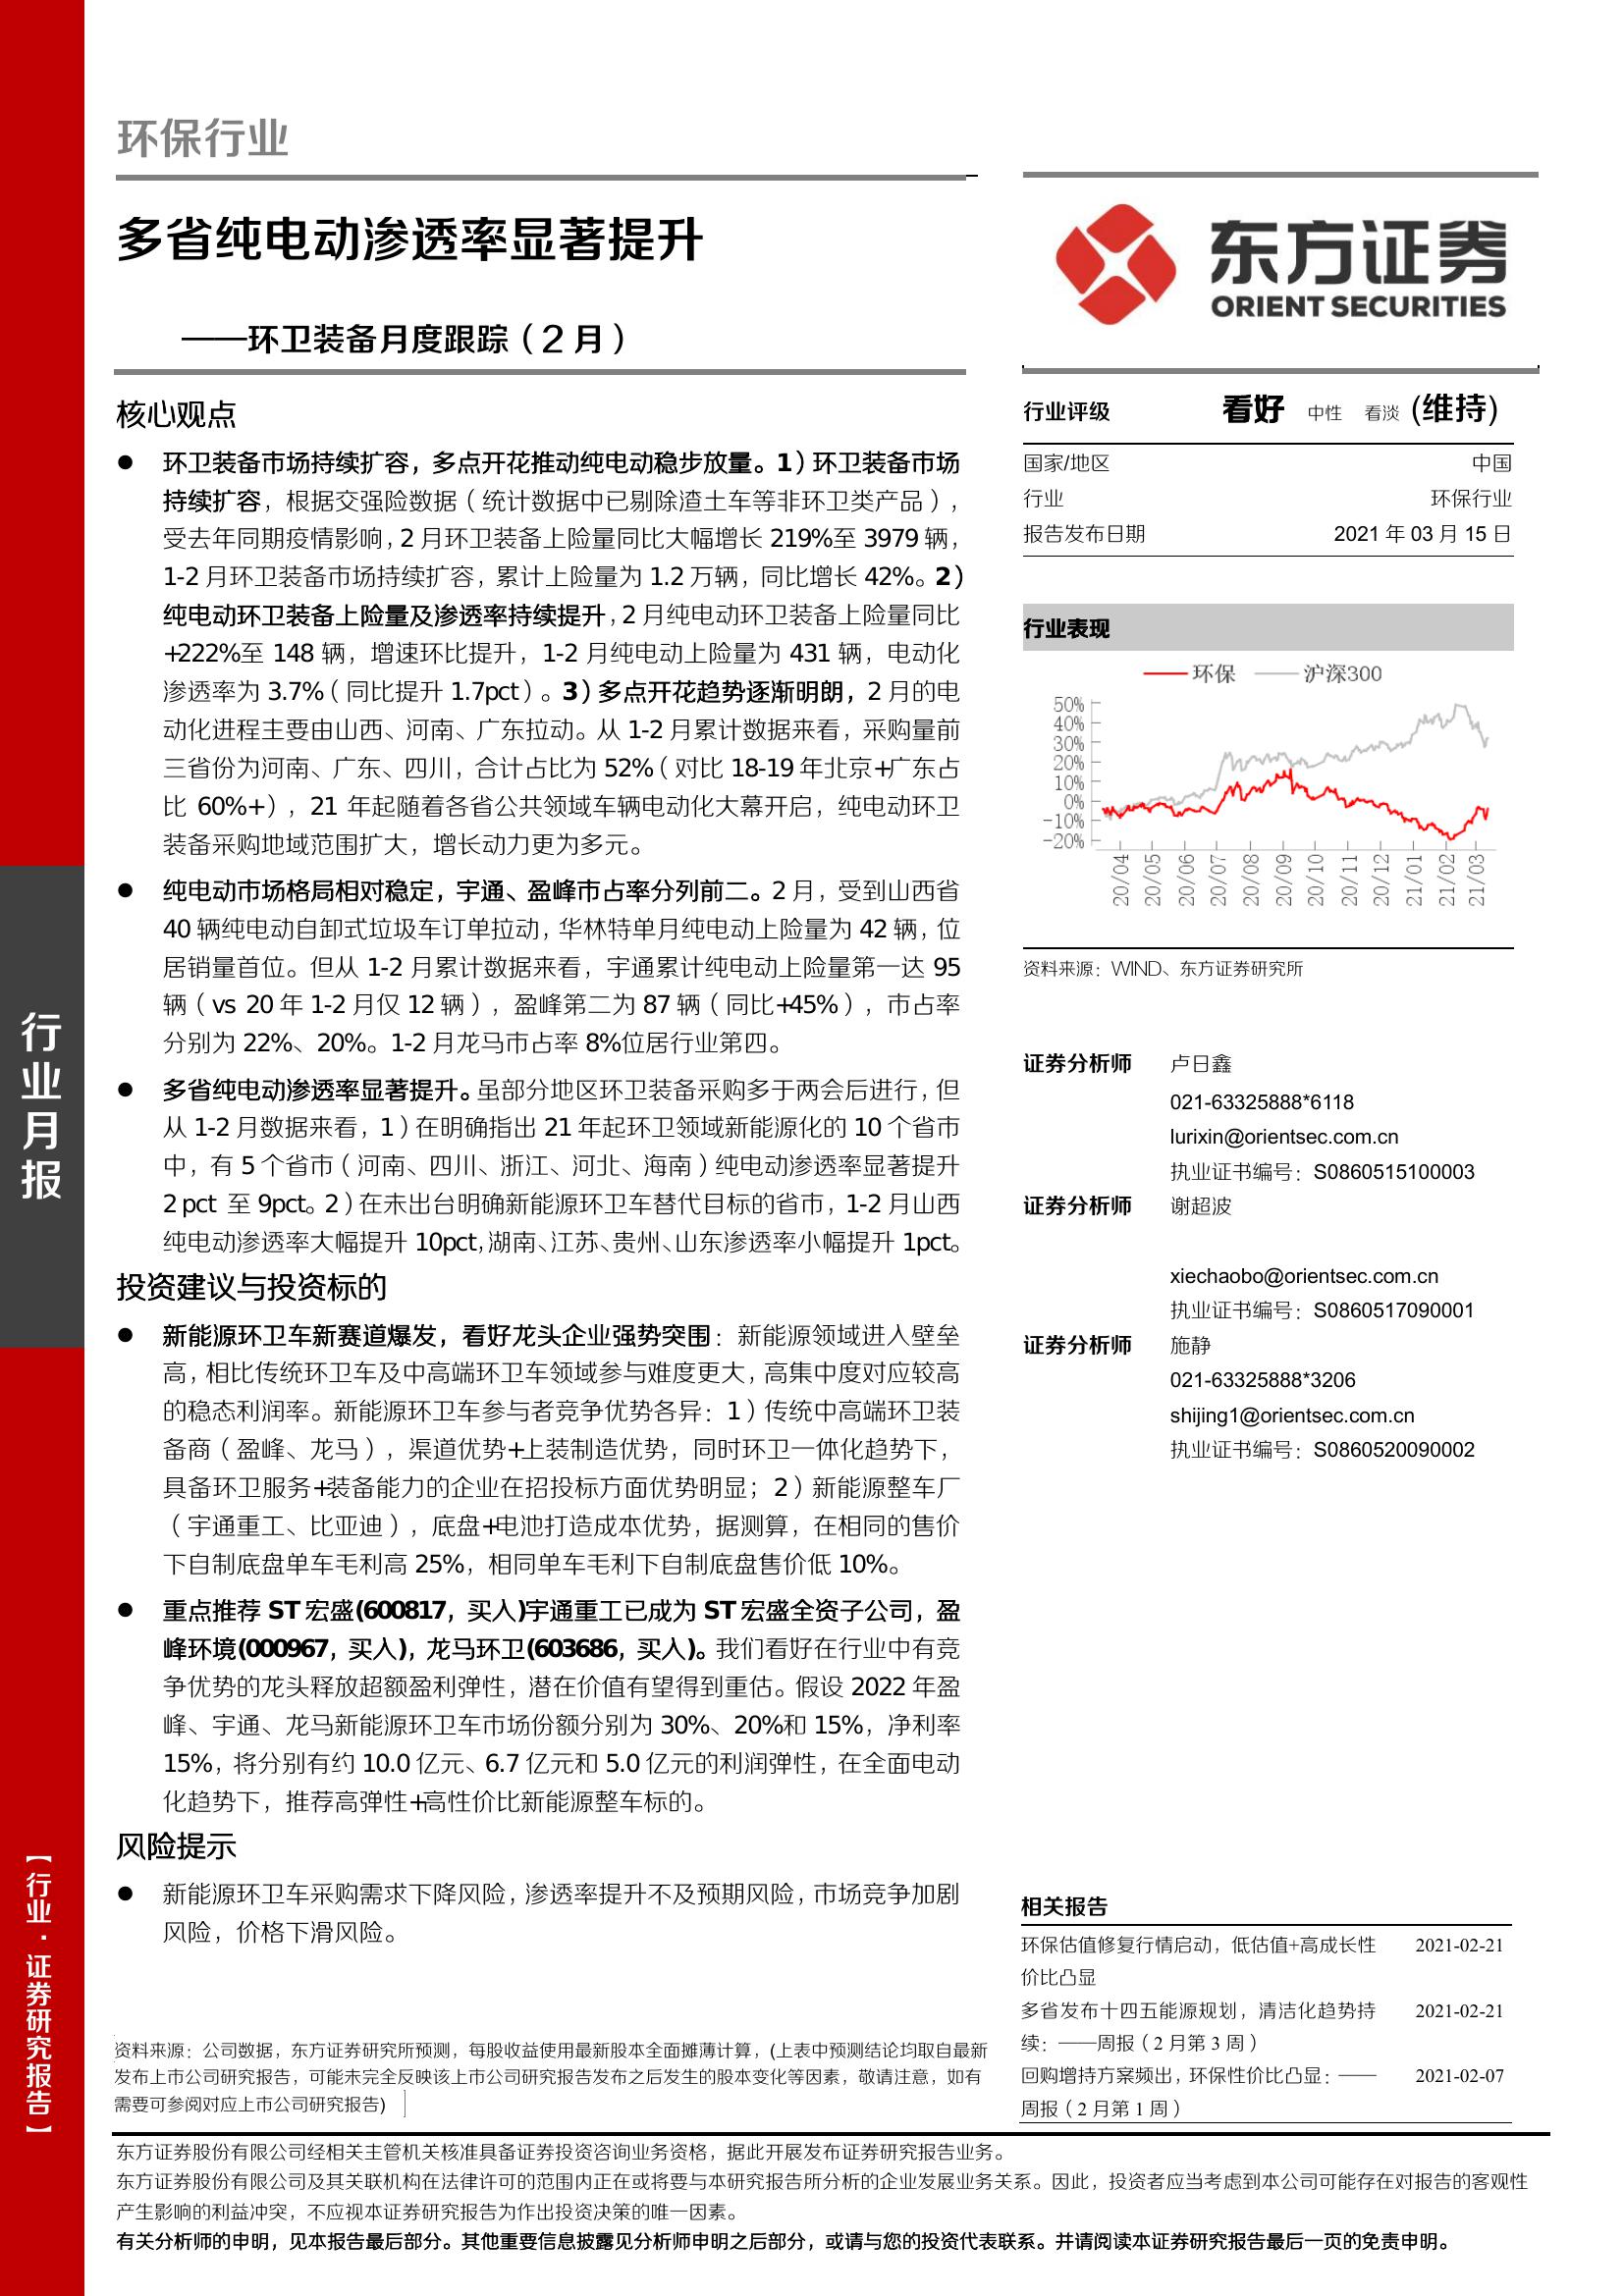 环保行业
多省纯电动渗透率显著提升
——环卫装备月度跟踪（2 月）
核心观点
● 环卫装备市场持续扩容，多点开花推动纯电动稳步放量。1）环卫装备市场
持续扩容，根据交强险数据（统计数据中已剔除渣土车等非环卫类产品），
受去年同期疫情影响，2 月环卫装备上险量同比大幅增长 219%至 3979 辆，
1-2 月环卫装备市场持续扩容，累计上险量为 1.2 万辆，同比增长 42%。2）
纯电动环卫装备上险量及渗透率持续提升，2 月纯电动环卫装备上险量同比
+222%至 148 辆，增速环比提升，1-2 月纯电动上险量为 431 辆，电动化
渗透率为 3.7%（同比提升 1.7pct）。3）多点开花趋势逐渐明朗，2 月的电
动化进程主要由山西、河南、广东拉动。从 1-2 月累计数据来看，采购量前
三省份为河南、广东、四川，合计占比为 52%（对比 18-19 年北京+广东占
比 60%+），21 年起随着各省公共领域车辆电动化大幕开启，纯电动环卫
装备采购地域范围扩大，增长动力更为多元。
● 纯电动市场格局相对稳定，宇通、盈峰市占率分列前二。2 月，受到山西省
40 辆纯电动自卸式垃圾车订单拉动，华林特单月纯电动上险量为 42 辆，位
居销量首位。但从 1-2 月累计数据来看，宇通累计纯电动上险量第一达 95
辆（vs 20 年 1-2 月仅 12 辆），盈峰第二为 87 辆（同比+45%），市占率
分别为 22%、20%。1-2 月龙马市占率 8%位居行业第四。
● 多省纯电动渗透率显著提升。虽部分地区环卫装备采购多于两会后进行，但
从 1-2 月数据来看，1）在明确指出 21 年起环卫领域新能源化的 10 个省市
中，有 5 个省市（河南、四川、浙江、河北、海南）纯电动渗透率显著提升
2 pct 至 9pct。2）在未出台明确新能源环卫车替代目标的省市，1-2 月山西
纯电动渗透率大幅提升 10pct，湖南、江苏、贵州、山东渗透率小幅提升 1pct。
投资建议与投资标的
● 新能源环卫车新赛道爆发，看好龙头企业强势突围：新能源领域进入壁垒
高，相比传统环卫车及中高端环卫车领域参与难度更大，高集中度对应较高
的稳态利润率。新能源环卫车参与者竞争优势各异：1）传统中高端环卫装
备商（盈峰、龙马），渠道优势+上装制造优势，同时环卫一体化趋势下，
具备环卫服务+装备能力的企业在招投标方面优势明显；2）新能源整车厂
（宇通重工、比亚迪），底盘+电池打造成本优势，据测算，在相同的售价
下自制底盘单车毛利高 25%，相同单车毛利下自制底盘售价低 10%。
● 重点推荐 ST 宏盛(600817，买入)宇通重工已成为 ST 宏盛全资子公司，盈
峰环境(000967，买入)，龙马环卫(603686，买入)。我们看好在行业中有竞
争优势的龙头释放超额盈利弹性，潜在价值有望得到重估。假设 2022 年盈
峰、宇通、龙马新能源环卫车市场份额分别为 30%、20%和 15%，净利率
15%，将分别有约 10.0 亿元、6.7 亿元和 5.0 亿元的利润弹性，在全面电动
化趋势下，推荐高弹性+高性价比新能源整车标的。
风险提示
● 新能源环卫车采购需求下降风险，渗透率提升不及预期风险，市场竞争加剧
风险，价格下滑风险。
资料来源：公司数据，东方证券研究所预测，每股收益使用最新股本全面摊薄计算，(上表中预测结论均取自最新
发布上市公司研究报告，可能未完全反映该上市公司研究报告发布之后发生的股本变化等因素，敬请注意，如有
需要可参阅对应上市公司研究报告)
东方证券
ORIENT SECURITIES
行业评级 看好 中性 看淡 (维持)
国家/地区 中国
行业 环保行业
报告发布日期 2021 年 03 月 15 日
行业表现
环保 沪深300
50%
40%
30%
20%
10%
0%
-10%
-20%
20/04 20/05 20/06 20/07 20/08 20/09 20/10 20/11 20/12 21/01 21/02 21/03
资料来源：WIND、东方证券研究所
证券分析师 卢日鑫
021-63325888*6118
lurixin@orientsec.com.cn
执业证书编号：S0860515100003
证券分析师 谢超波
xiechaobo@orientsec.com.cn
执业证书编号：S0860517090001
证券分析师 施静
021-63325888*3206
shijing1@orientsec.com.cn
执业证书编号：S0860520090002
相关报告
环保估值修复行情启动，低估值+高成长性 2021-02-21
价比凸显
多省发布十四五能源规划，清洁化趋势持 2021-02-21
续：——周报（2 月第 3 周）
回购增持方案频出，环保性价比凸显：—— 2021-02-07
周报（2 月第 1 周）
行业月报
【行业·证券研究报告】
东方证券股份有限公司经相关主管机关核准具备证券投资咨询业务资格，据此开展发布证券研究报告业务。
东方证券股份有限公司及其关联机构在法律许可的范围内正在或将要与本研究报告所分析的企业发展业务关系。因此，投资者应当考虑到本公司可能存在对报告的客观性
产生影响的利益冲突，不应视本证券研究报告为作出投资决策的唯一因素。
有关分析师的申明，见本报告最后部分。其他重要信息披露见分析师申明之后部分，或请与您的投资代表联系。并请阅读本证券研究报告最后一页的免责申明。